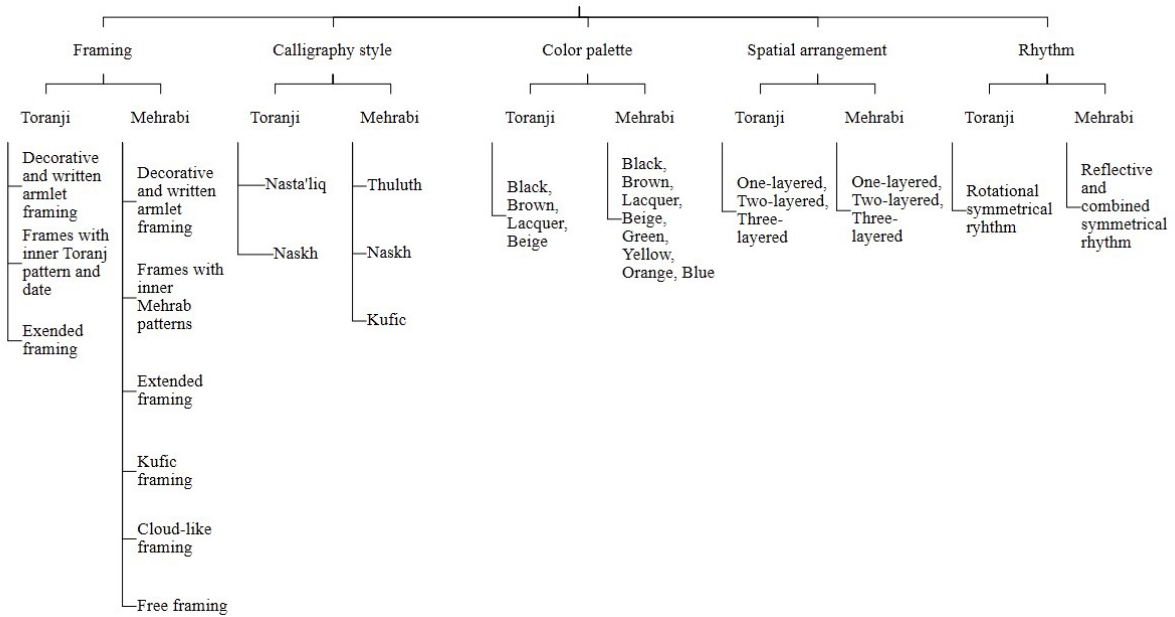 Framing
Calligraphy style
Color palette
Spatial arrangement
Rhythm
Toranji
Mehrabi
Toranji
Mehrabi
Toranji
Mehrabi
Toranji
Mehrabi
Toranji
Mehrabi
Decorative
and written
armlet
framing
Frames with
inner Toranj
pattern and
date
Exended
framing
Decorative
and written
armlet
framing
Frames with
inner
Mehrab
patterns
Extended
framing
Kufic
framing
Cloud-like
framing
Free framing
Nasta'liq
Naskh
Thuluth
Naskh
Kufic
Black,
Brown,
Lacquer,
Beige
Black,
Brown,
Lacquer,
Beige,
Green,
Yellow,
Orange, Blue
One-layered,
Two-layered,
Three-
layered
One-layered,
Two-layered,
Three-
layered
Rotational
symmetrical
ryhthm
Reflective
and
combined
symmetrical
rhythm